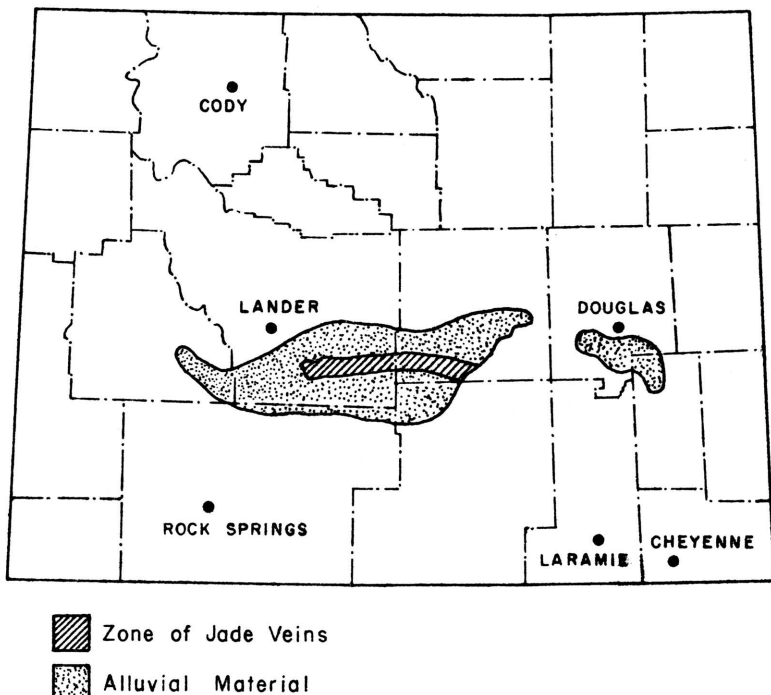 CODY
LANDER
DOUGLAS
ROCK SPRINGS
LARAMIE
CHEYENNE
Zone of Jade Veins
Alluvial Material